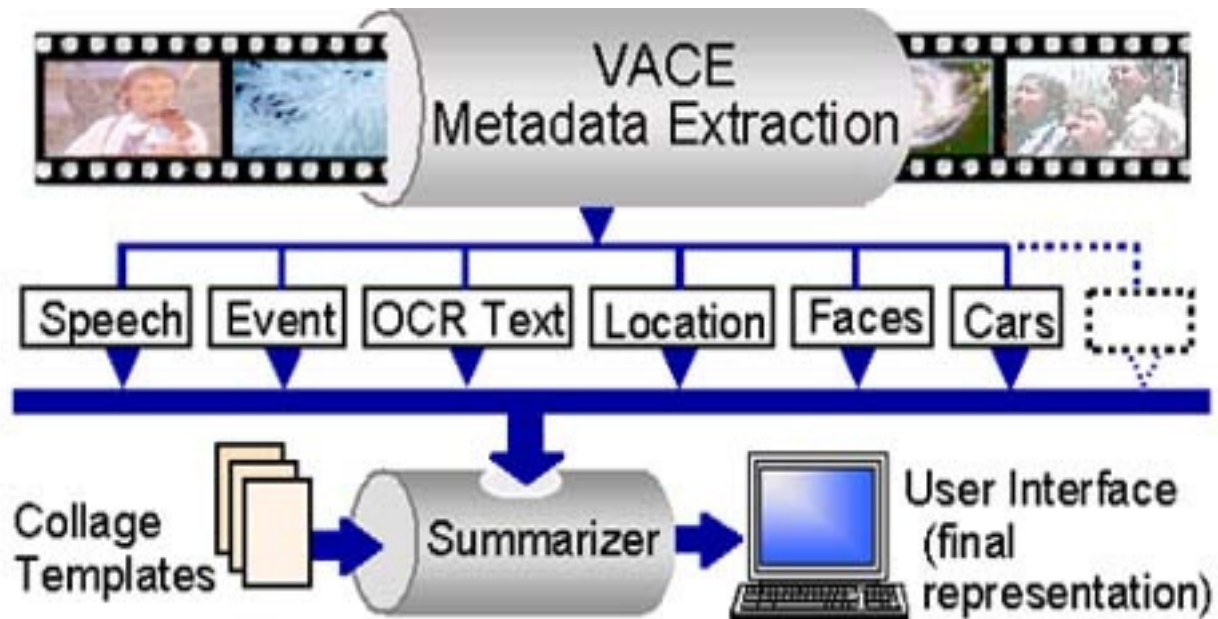 VACE
Metadata Extraction
Speech
Event
OCR Text
Location
Faces
Cars
Collage
Templates
Summarizer
User Interface
(final
representation)